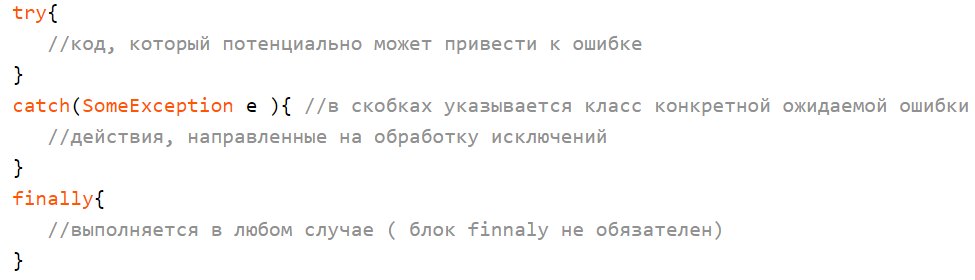 try{
//код, который потенциально может привести к ошибке
}
catch(SomeException e ){ //в скобках указывается класс конкретной ожидаемой ошибки
//действия, направленные на обработку исключений
}
finally{
//выполняется в любом случае ( блок finnaly не обязателен)
}